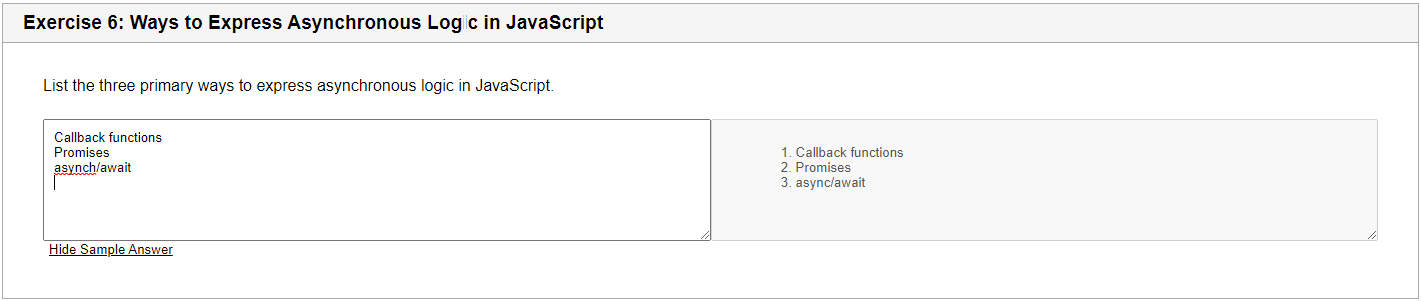 Exercise 6: Ways to Express Asynchronous Logic in JavaScript
List the three primary ways to express asynchronous logic in JavaScript.
Callback functions
Promises
asynch/await
1. Callback functions
2. Promises
3. async/await
Hide Sample Answer